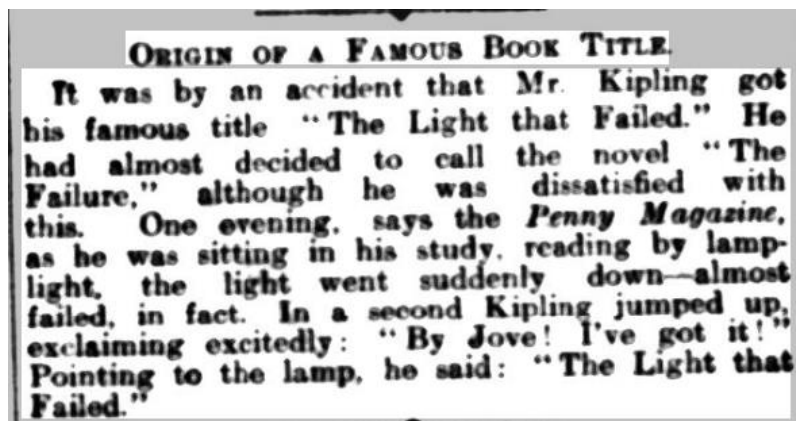 ORIGIN OF A FAMOUS BOOK TITLE.
It was by an accident that Mr. Kipling got
his famous title "The Light that Failed." He
had almost decided to call the novel "The
Failure," although he was dissatisfied with
this. One evening, says the Penny Magazine,
as he was sitting in his study, reading by lamp-
light, the light went suddenly down—almost
failed, in fact. In a second Kipling jumped up,
exclaiming excitedly: "By Jove! I've got it!"
Pointing to the lamp, he said: "The Light that
Failed."